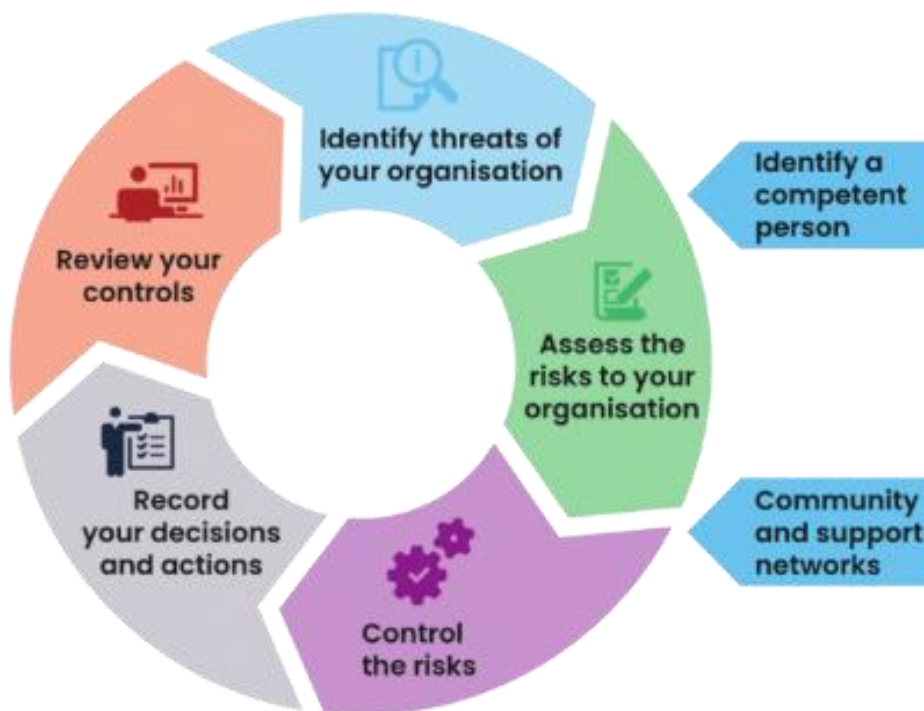 Identify threats of
your organisation
Identify a
competent
person
Assess the
risks to your
organisation
Community
and support
networks
Control
the risks
Record
your decisions
and actions
Review your
controls